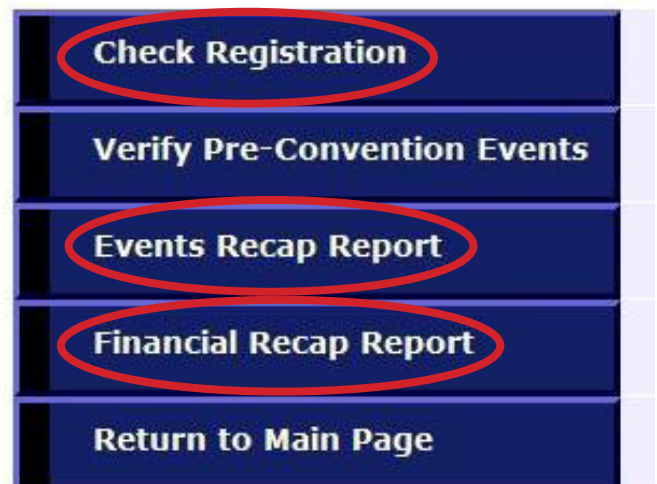 Check Registration
Verify Pre-Convention Events
Events Recap Report
Financial Recap Report
Return to Main Page